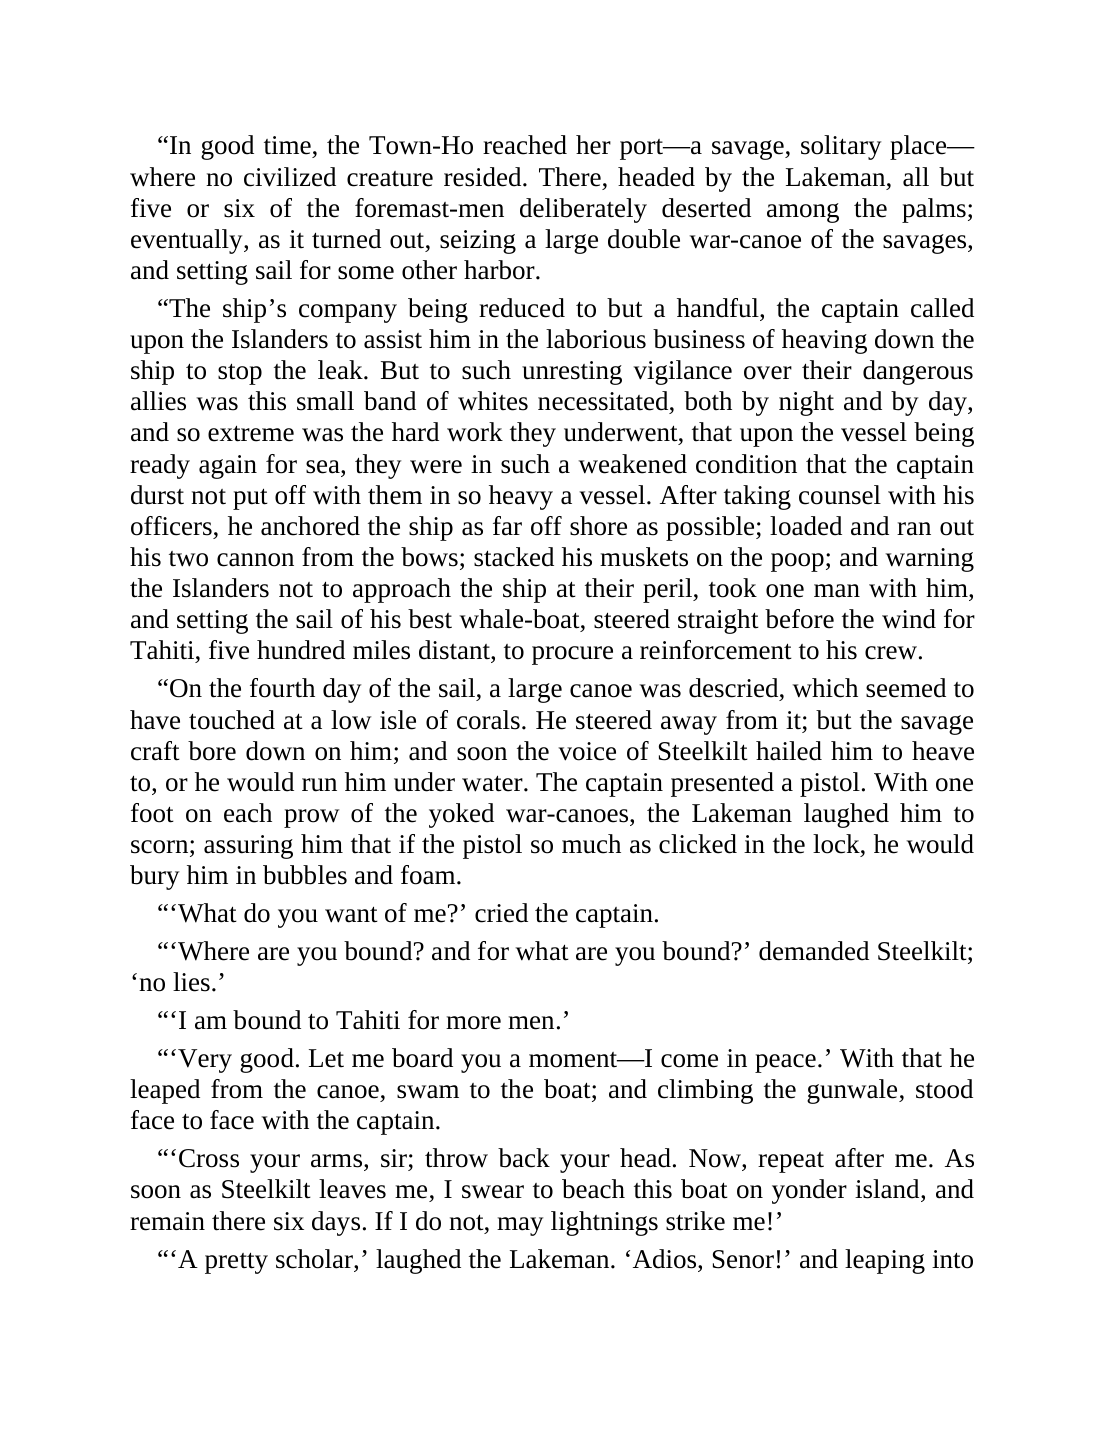 “In good time, the Town-Ho reached her port—a savage, solitary place—
where no civilized creature resided. There, headed by the Lakeman, all but
five or six of the foremast-men deliberately deserted among the palms;
eventually, as it turned out, seizing a large double war-canoe of the savages,
and setting sail for some other harbor.
“The ship’s company being reduced to but a handful, the captain called
upon the Islanders to assist him in the laborious business of heaving down the
ship to stop the leak. But to such unresting vigilance over their dangerous
allies was this small band of whites necessitated, both by night and by day,
and so extreme was the hard work they underwent, that upon the vessel being
ready again for sea, they were in such a weakened condition that the captain
durst not put off with them in so heavy a vessel. After taking counsel with his
officers, he anchored the ship as far off shore as possible; loaded and ran out
his two cannon from the bows; stacked his muskets on the poop; and warning
the Islanders not to approach the ship at their peril, took one man with him,
and setting the sail of his best whale-boat, steered straight before the wind for
Tahiti, five hundred miles distant, to procure a reinforcement to his crew.
“On the fourth day of the sail, a large canoe was descried, which seemed to
have touched at a low isle of corals. He steered away from it; but the savage
craft bore down on him; and soon the voice of Steelkilt hailed him to heave
to, or he would run him under water. The captain presented a pistol. With one
foot on each prow of the yoked war-canoes, the Lakeman laughed him to
scorn; assuring him that if the pistol so much as clicked in the lock, he would
bury him in bubbles and foam.
“‘What do you want of me?’ cried the captain.
“‘Where are you bound? and for what are you bound?’ demanded Steelkilt;
‘no lies.’
“‘I am bound to Tahiti for more men.’
“‘Very good. Let me board you a moment—I come in peace.’ With that he
leaped from the canoe, swam to the boat; and climbing the gunwale, stood
face to face with the captain.
“‘Cross your arms, sir; throw back your head. Now, repeat after me. As
soon as Steelkilt leaves me, I swear to beach this boat on yonder island, and
remain there six days. If I do not, may lightnings strike me!’
“‘A pretty scholar,’ laughed the Lakeman. ‘Adios, Senor!’ and leaping into